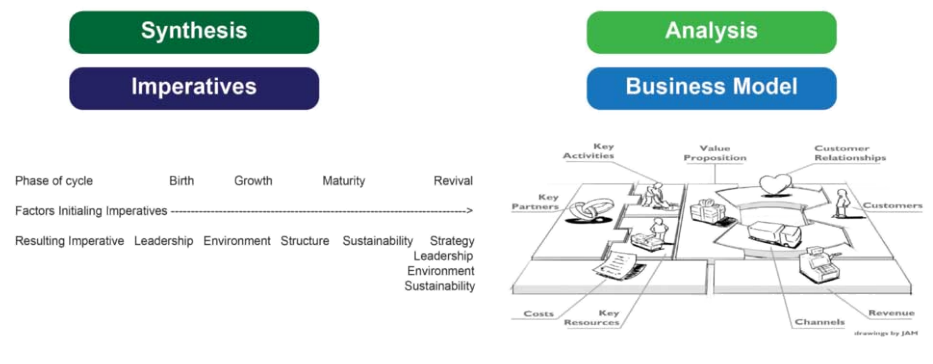 Synthesis
Imperatives
Phase of cycle Birth Growth Maturity Revival
Factors Initialing Imperatives ------------------------------------------------------------------------->
Resulting Imperative Leadership Environment Structure Sustainability Strategy
Leadership
Environment
Sustainability
Analysis
Business Model
Key
Activities
Value
Proposition
Customer
Relationships
Key
Partners
Customers
Costs
Key
Resources
Channels
Revenue
drawings by JAM